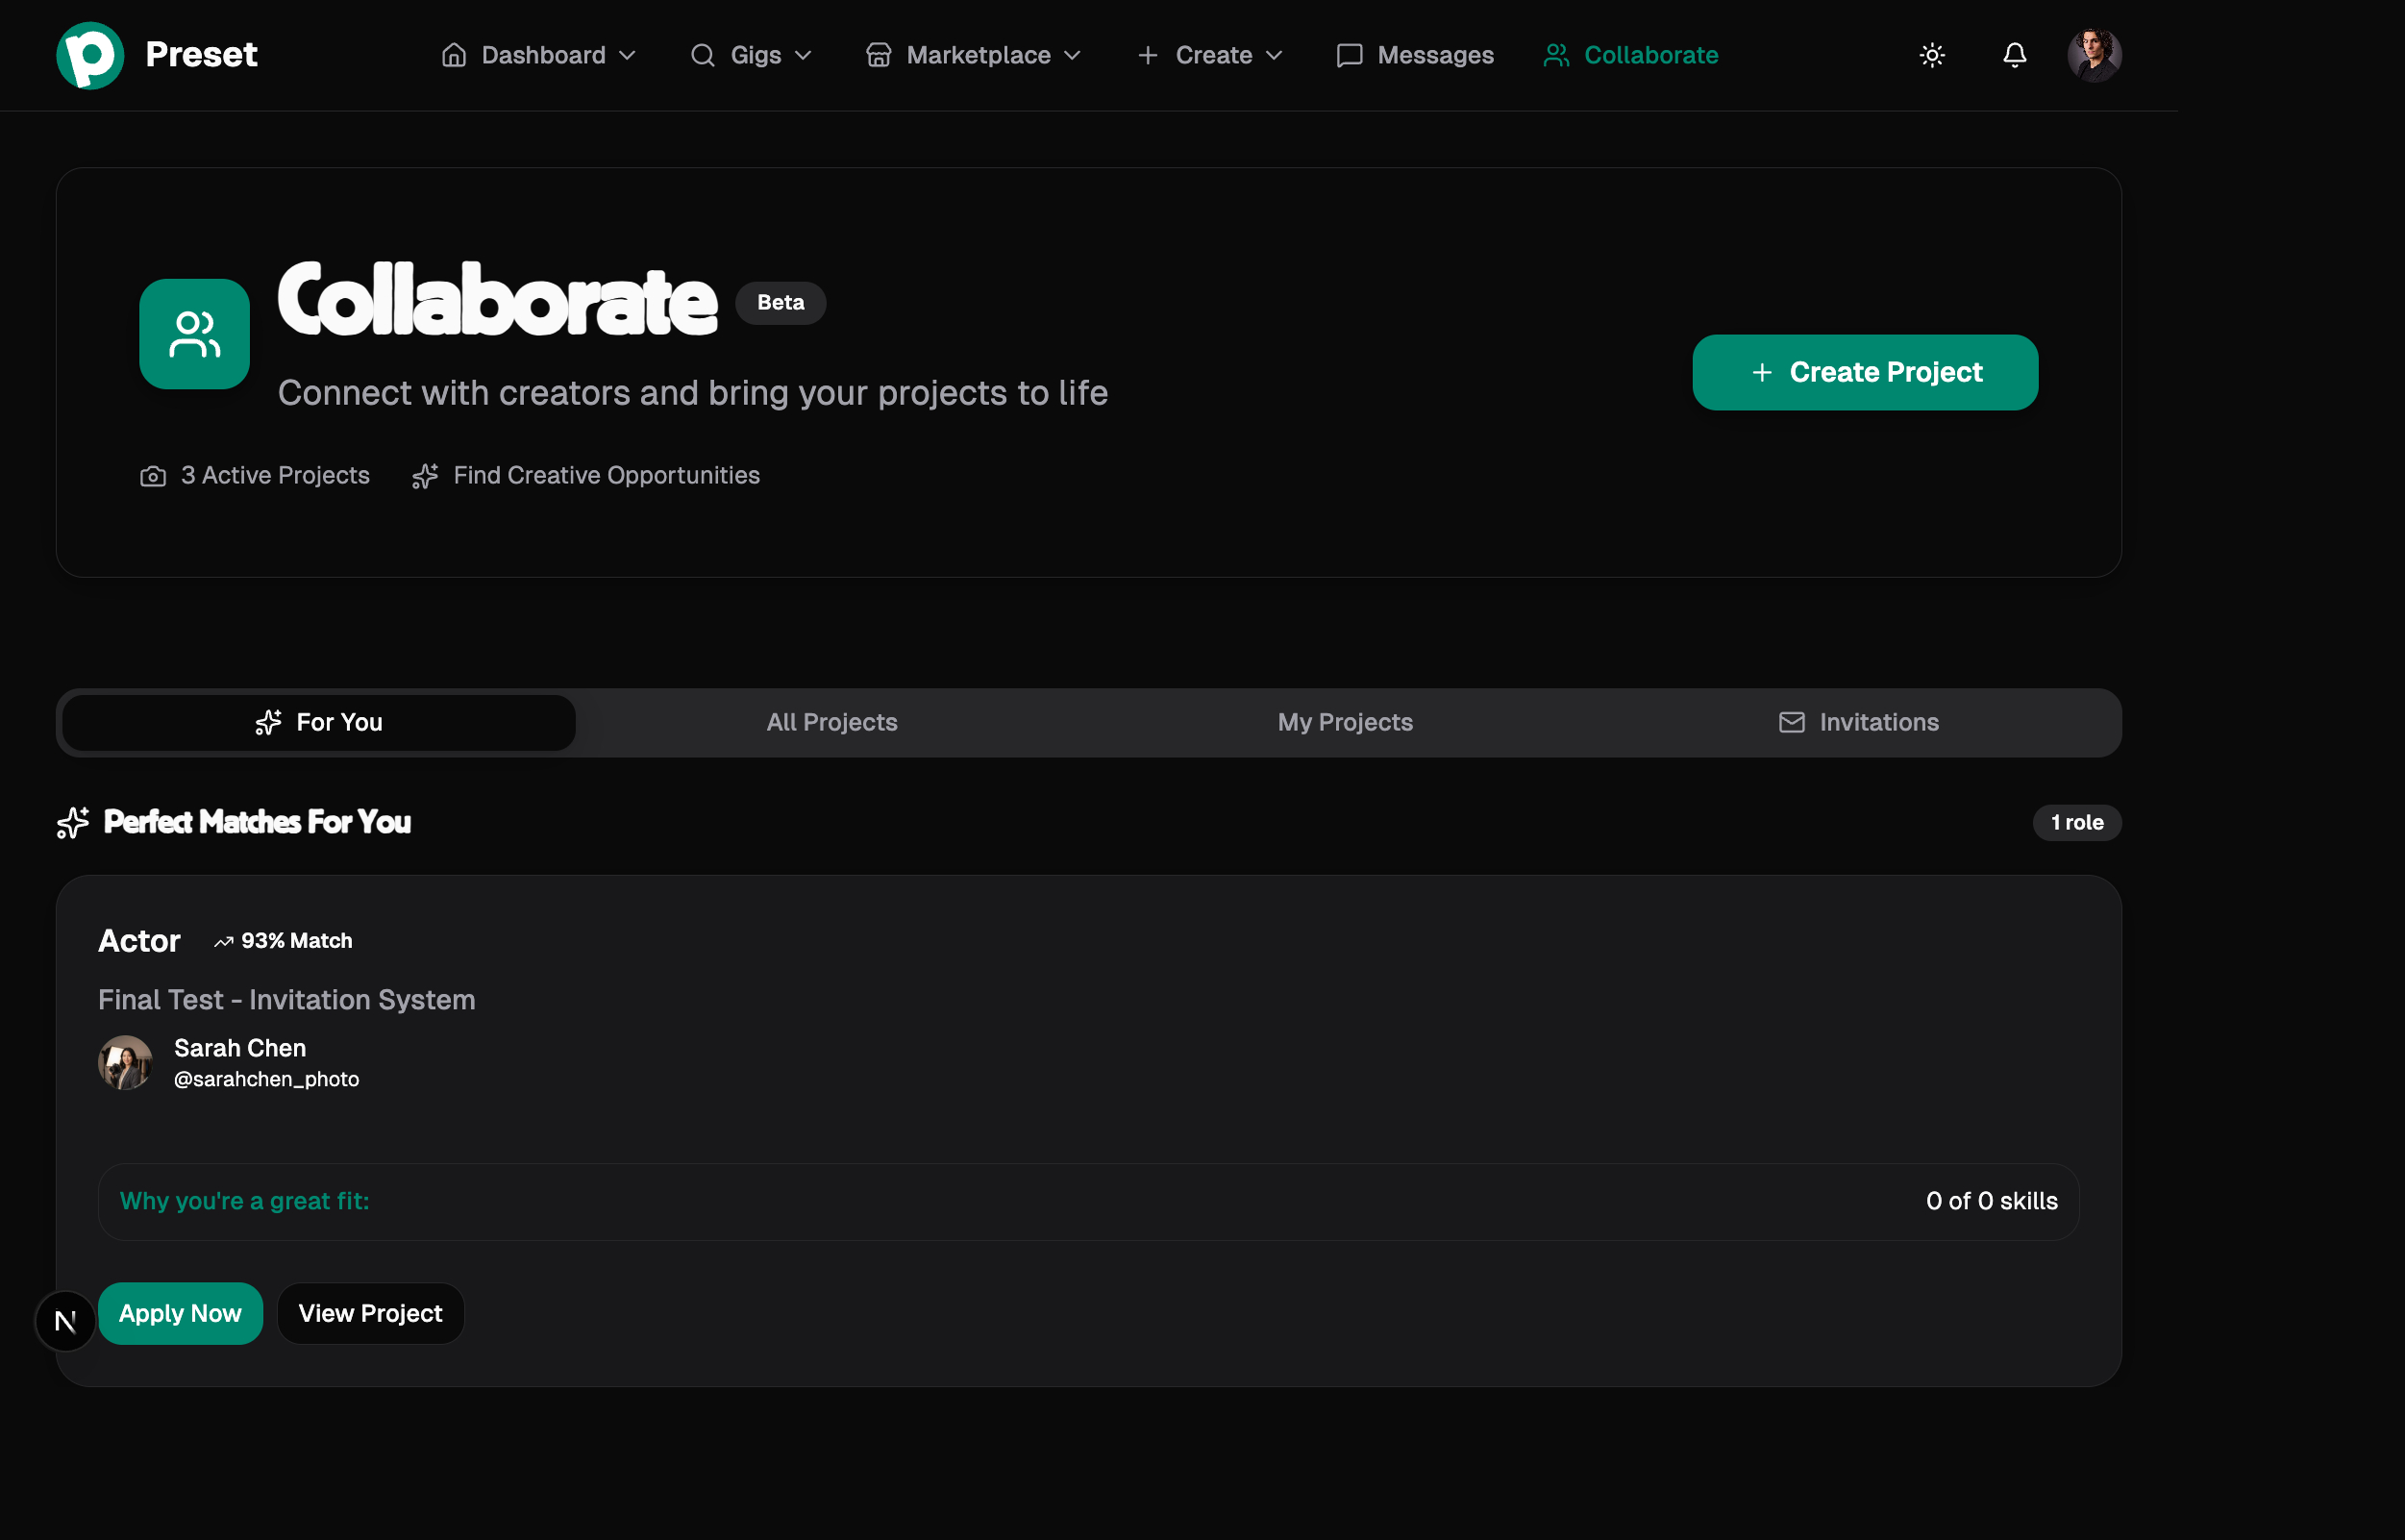 Preset
Dashboard
Gigs
Marketplace
Create
Messages
Collaborate
Collaborate
Beta
Connect with creators and bring your projects to life
3 Active Projects
Find Creative Opportunities
+ Create Project
For You
All Projects
My Projects
Invitations
Perfect Matches For You
1 role
Actor
93% Match
Final Test - Invitation System
Sarah Chen
@sarahchen_photo
Why you're a great fit:
0 of 0 skills
N
Apply Now
View Project